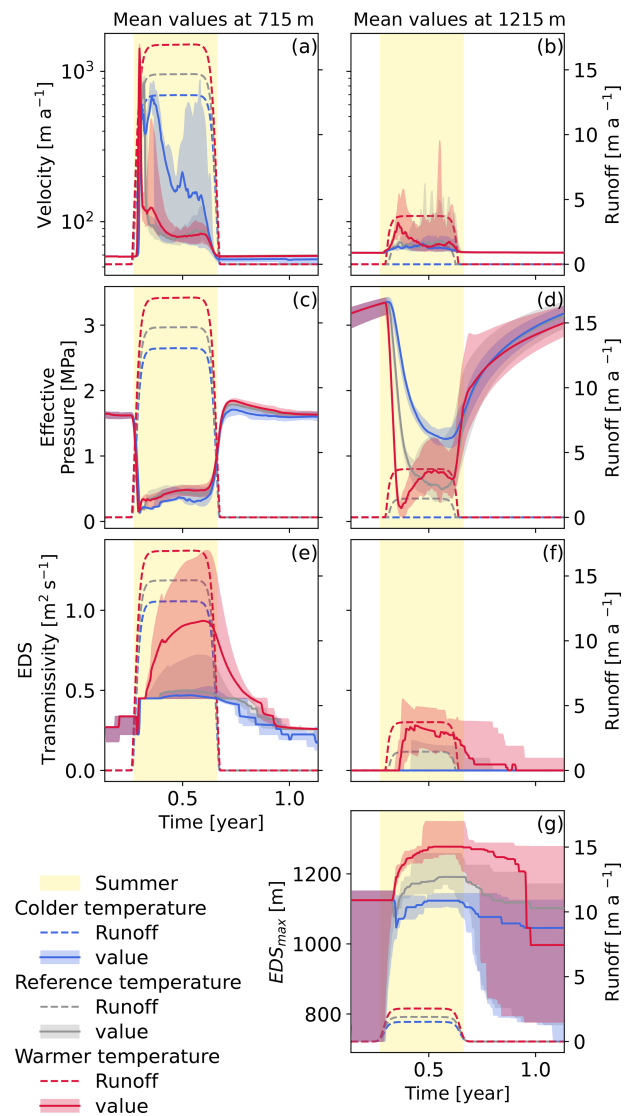 Mean values at 715 m
Mean values at 1215 m
(a)
(b)
10³
10²
Velocity [m a⁻¹]
15
10
5
0
Runoff [m a⁻¹]
(c)
(d)
3
2
1
0
Effective
Pressure [MPa]
15
10
5
0
Runoff [m a⁻¹]
(e)
(f)
1.0
0.5
0.0
EDS
Transmissivity [m² s⁻¹]
15
10
5
0
Runoff [m a⁻¹]
0.5
1.0
Time [year]
(g)
1200
1000
800
EDS_max [m]
15
10
5
0
Runoff [m a⁻¹]
0.5
1.0
Time [year]
Summer
Colder temperature
Runoff
value
Reference temperature
Runoff
value
Warmer temperature
Runoff
value